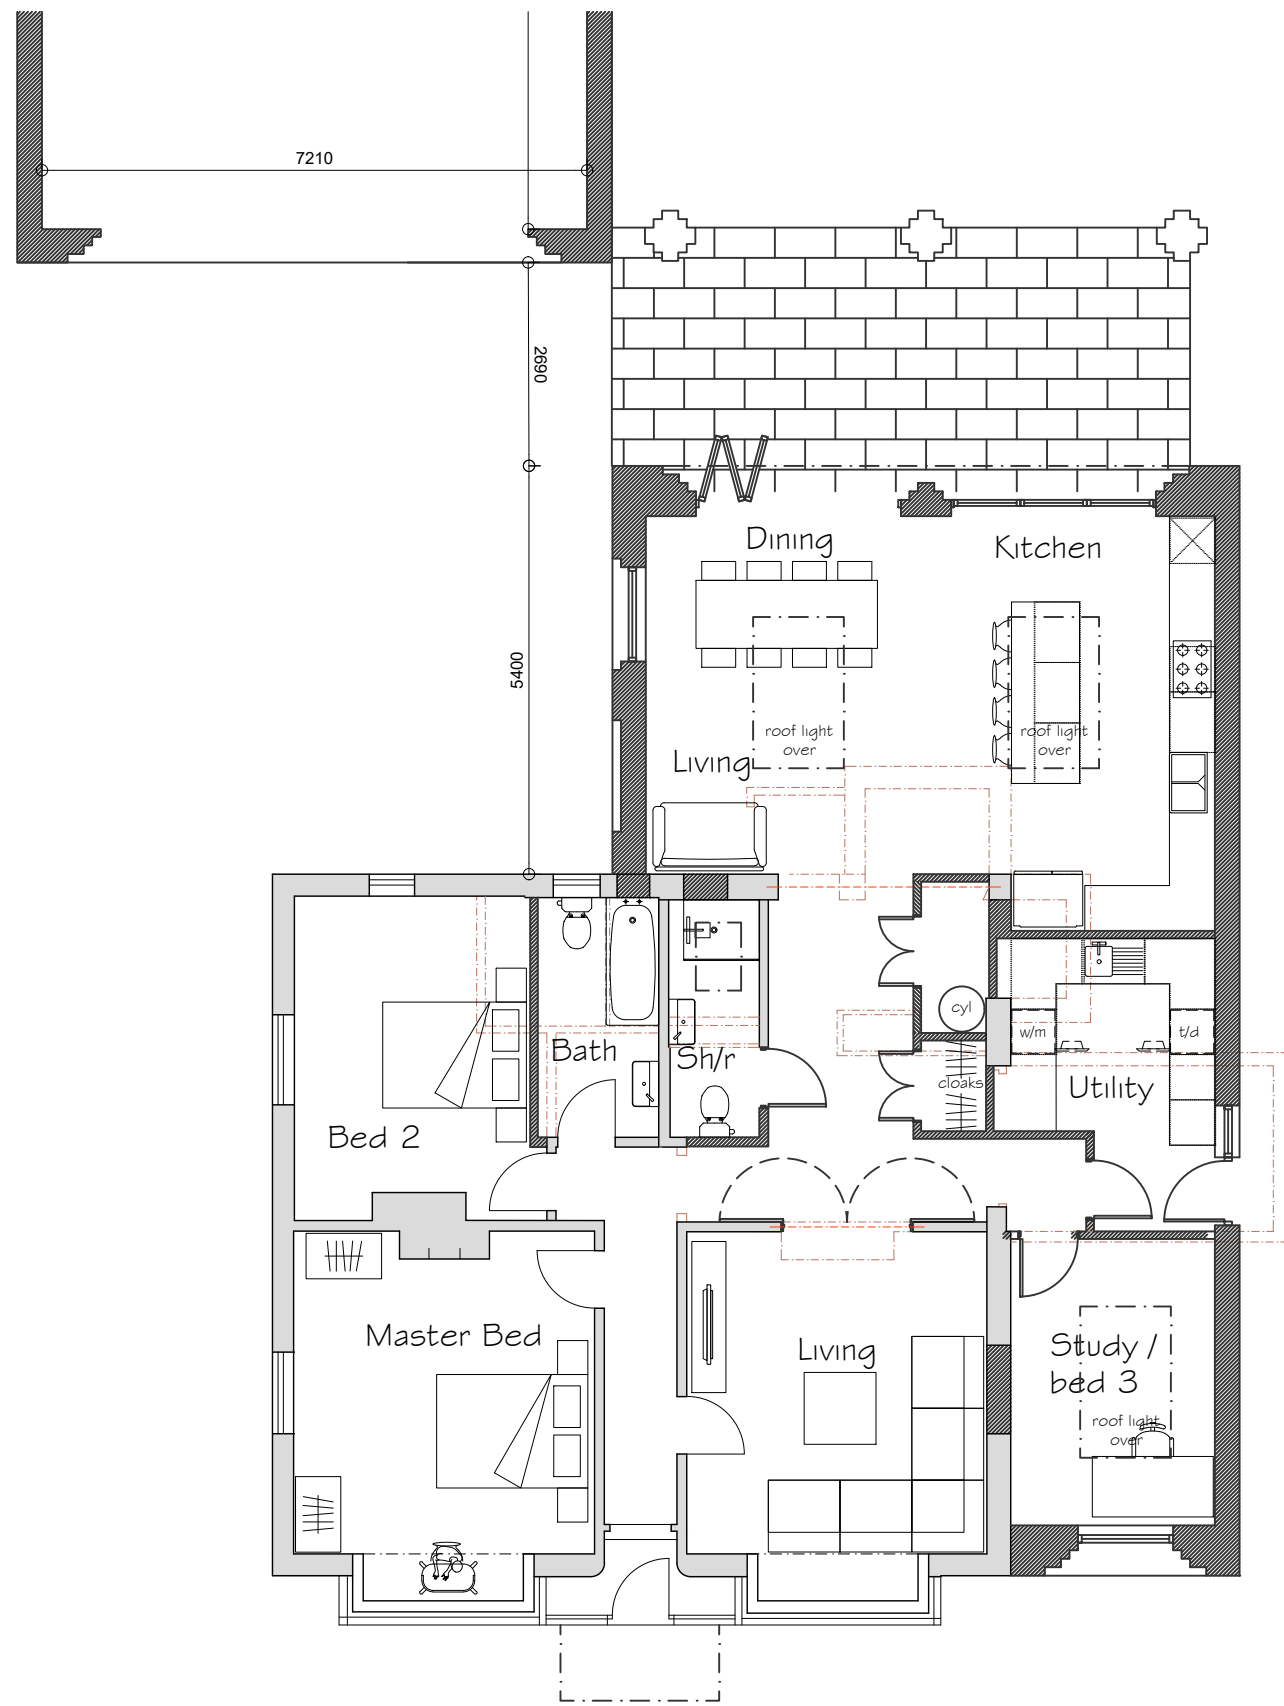 7210
2690
5400
Dining
Kitchen
roof light
over
roof light
over
Living
cyl
w/m
t/d
Bath
Sh/r
cloaks
Utility
Bed 2
Master Bed
Living
Study /
bed 3
roof light
over